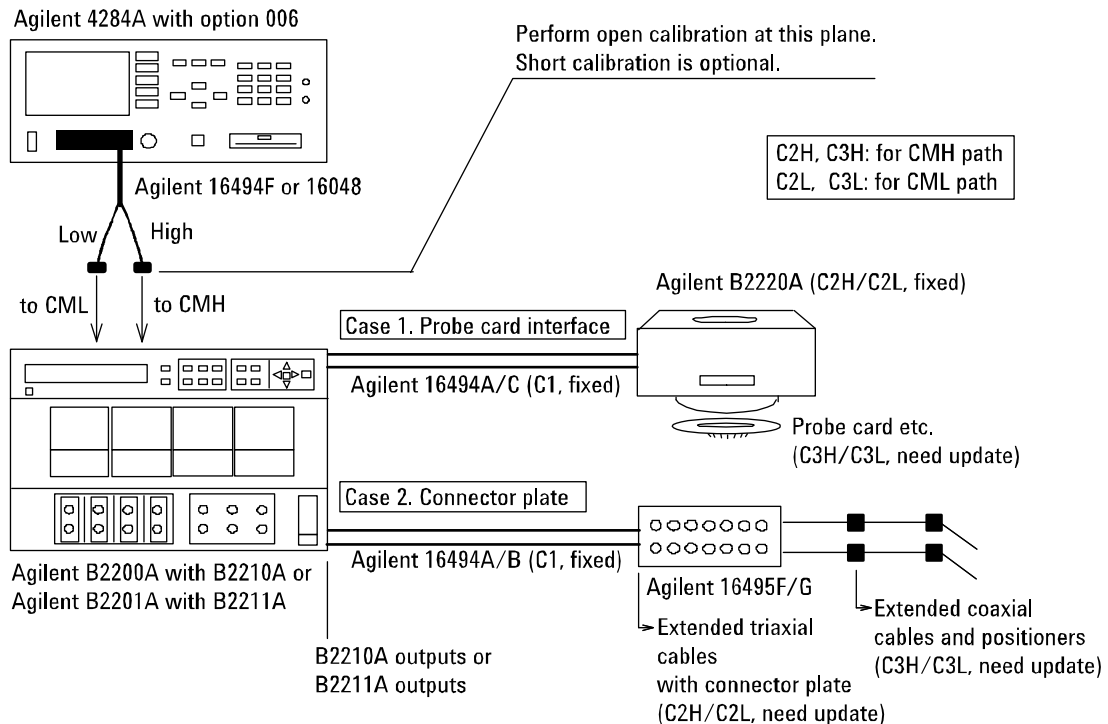 Agilent 4284A with option 006
Perform open calibration at this plane.
Short calibration is optional.
C2H, C3H: for CMH path
C2L, C3L: for CML path
Agilent 16494F or 16048
Low
High
to CML
to CMH
Agilent B2220A (C2H/C2L, fixed)
Case 1. Probe card interface
Agilent 16494A/C (C1, fixed)
Probe card etc.
(C3H/C3L, need update)
Case 2. Connector plate
Agilent 16494A/B (C1, fixed)
Agilent B2200A with B2210A or
Agilent B2201A with B2211A
Agilent 16495F/G
B2210A outputs or
B2211A outputs
Extended triaxial
cables
with connector plate
(C2H/C2L, need update)
Extended coaxial
cables and positioners
(C3H/C3L, need update)